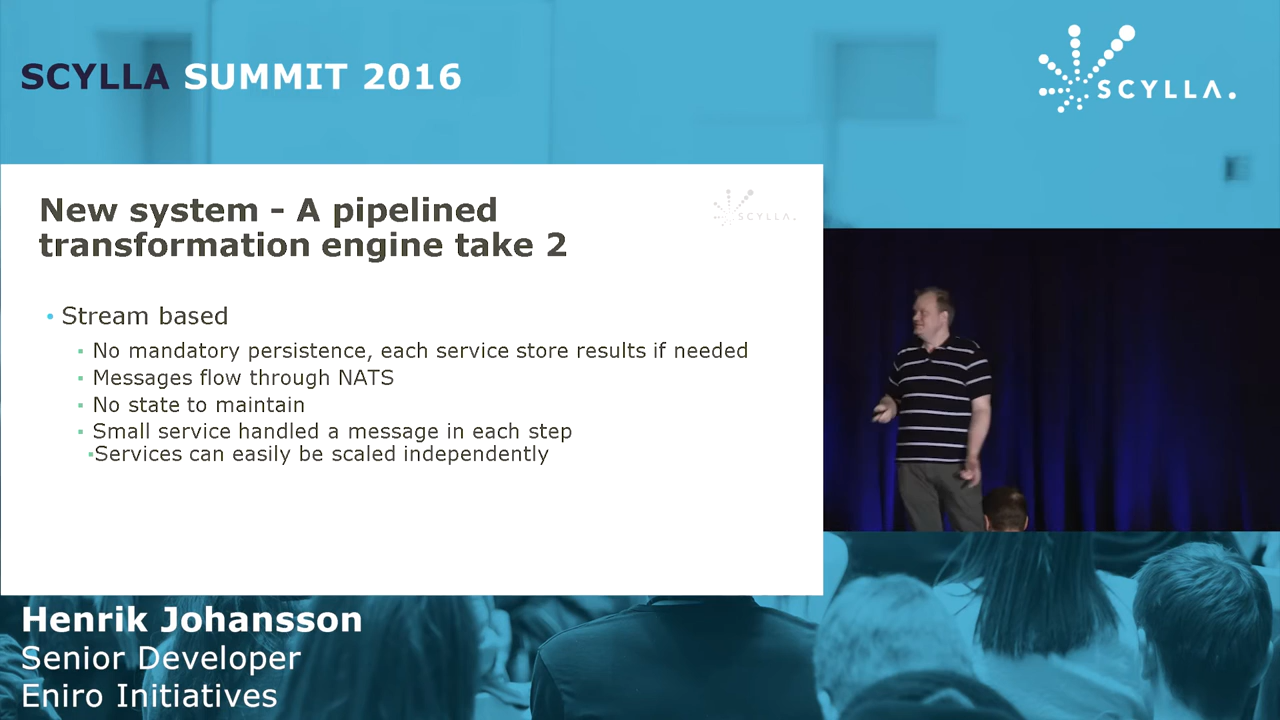 SCYLLA SUMMIT 2016
SCYLLA.
New system - A pipelined
transformation engine take 2
SCYLLA.
• Stream based
▪ No mandatory persistence, each service store results if needed
▪ Messages flow through NATS
▪ No state to maintain
▪ Small service handled a message in each step
▪Services can easily be scaled independently
Henrik Johansson
Senior Developer
Eniro Initiatives